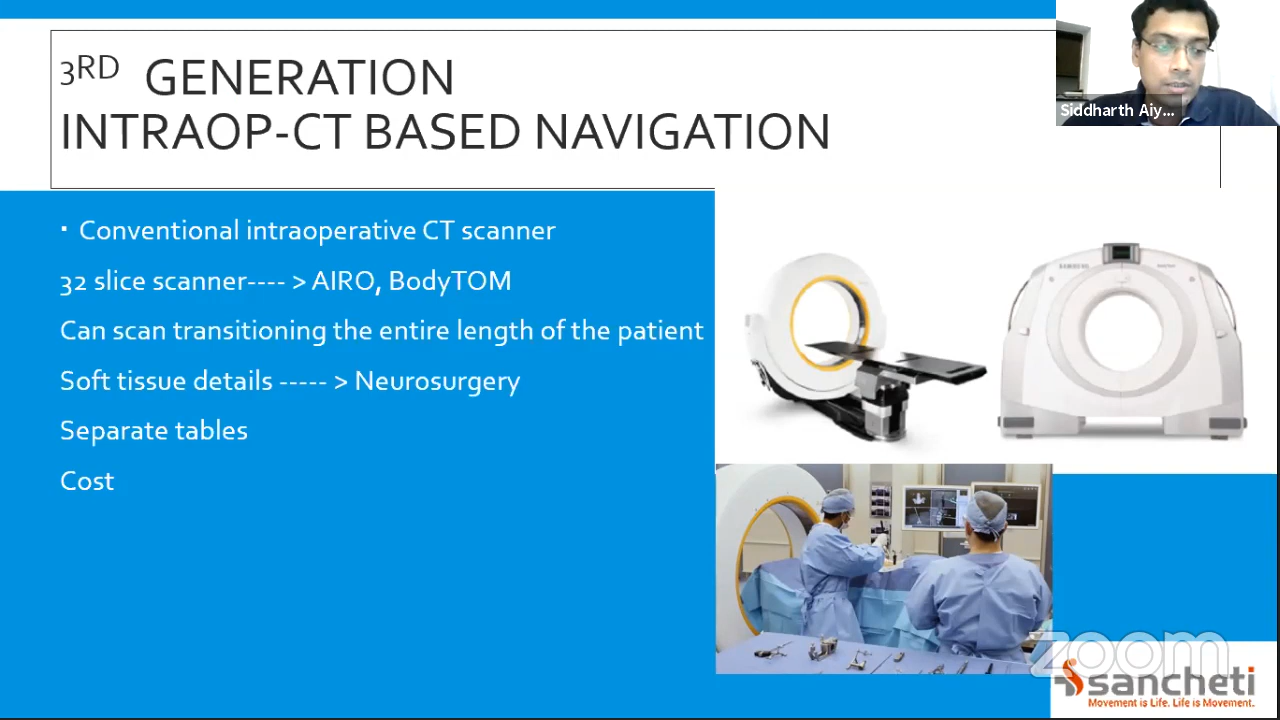 3RD GENERATION
INTRAOP-CT BASED NAVIGATION
Siddharth Aiy...
▪ Conventional intraoperative CT scanner
32 slice scanner---- > AIRO, BodyTOM
Can scan transitioning the entire length of the patient
Soft tissue details ----- > Neurosurgery
Separate tables
Cost
SAMSUNG
zoom
sancheti
Movement is Life. Life is Movement.